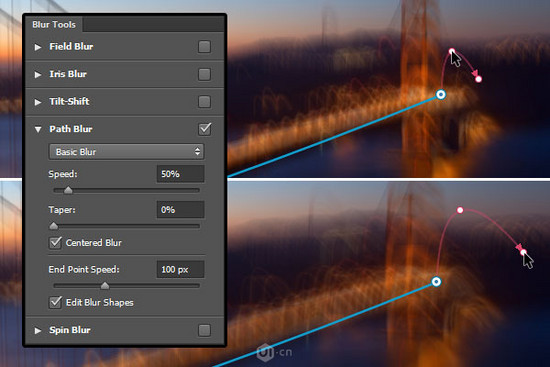 Blur Tools
Field Blur
Iris Blur
Tilt-Shift
Path Blur
Basic Blur
Speed: 50%
Taper: 0%
Centered Blur
End Point Speed: 100 px
Edit Blur Shapes
Spin Blur
UI·cn